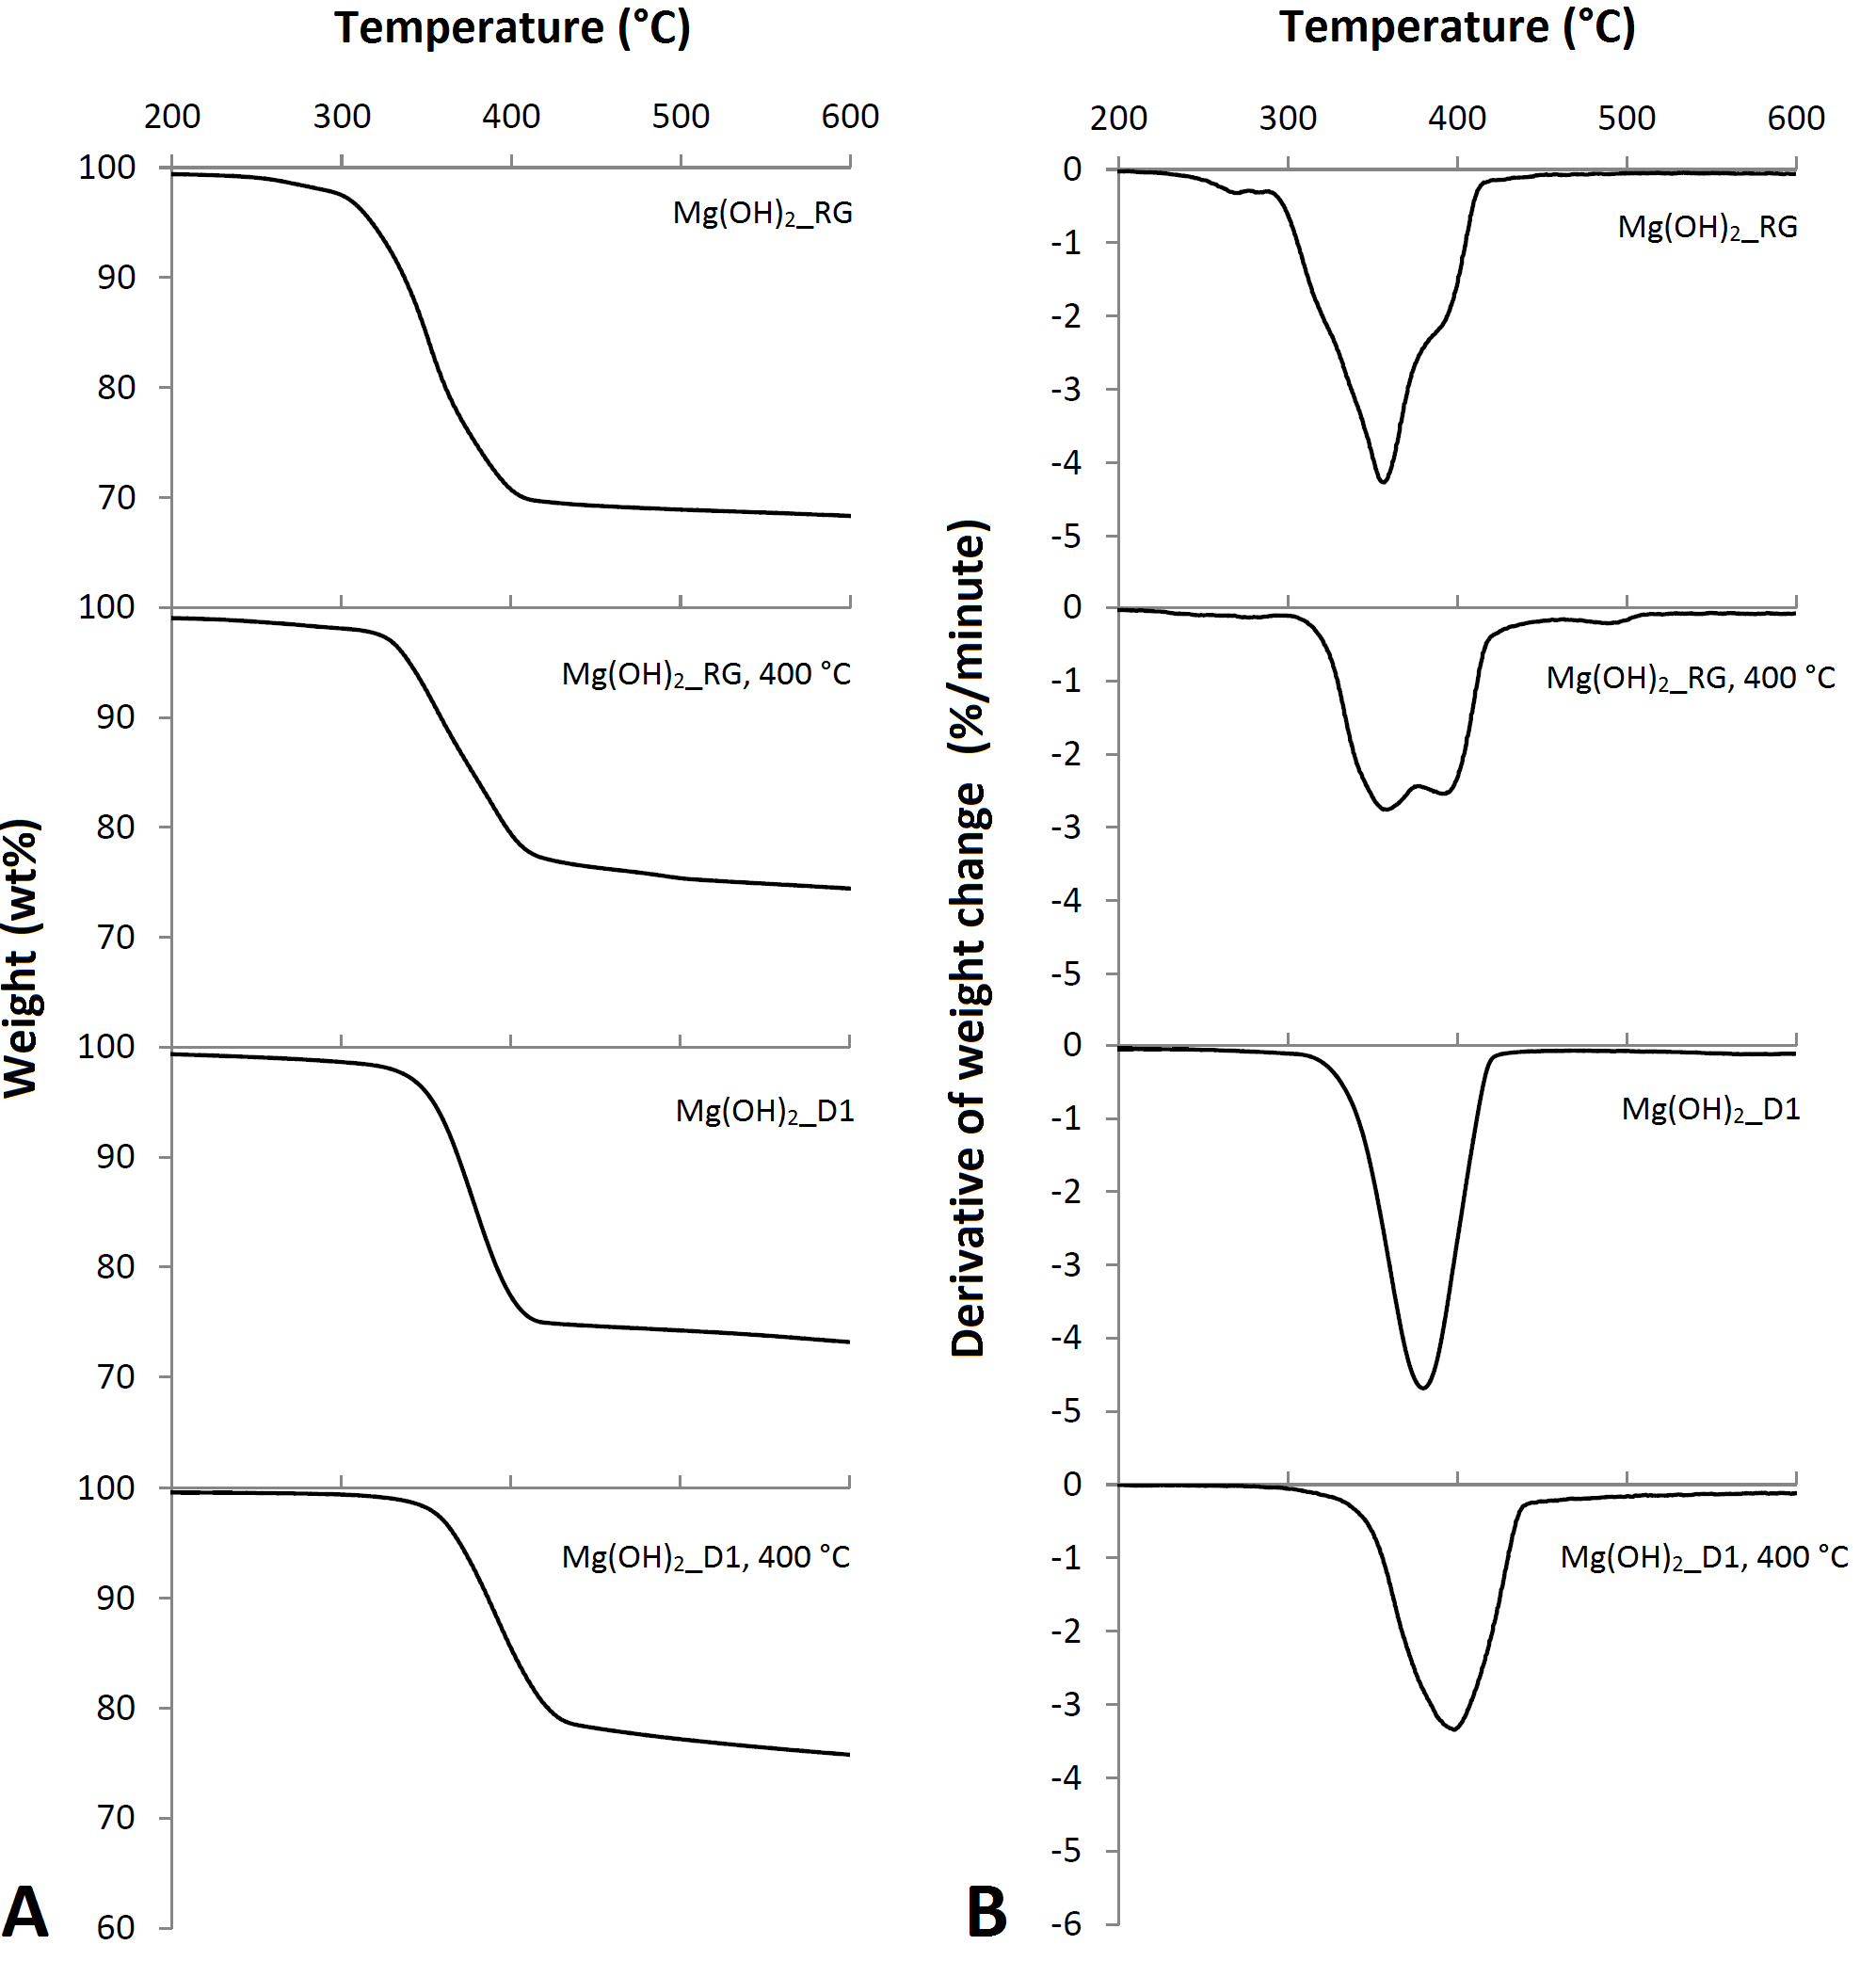 Temperature (°C)
200 300 400 500 600
100
90
80
70
Mg(OH)₂_RG
100
90
80
70
Mg(OH)₂_RG, 400 °C
100
90
80
70
Mg(OH)₂_D1
100
90
80
70
60
Mg(OH)₂_D1, 400 °C
Weight (wt%)
A
Temperature (°C)
200 300 400 500 600
0
-1
-2
-3
-4
-5
Mg(OH)₂_RG
0
-1
-2
-3
-4
-5
Mg(OH)₂_RG, 400 °C
0
-1
-2
-3
-4
-5
Mg(OH)₂_D1
0
-1
-2
-3
-4
-5
-6
Mg(OH)₂_D1, 400 °C
Derivative of weight change (%/minute)
B